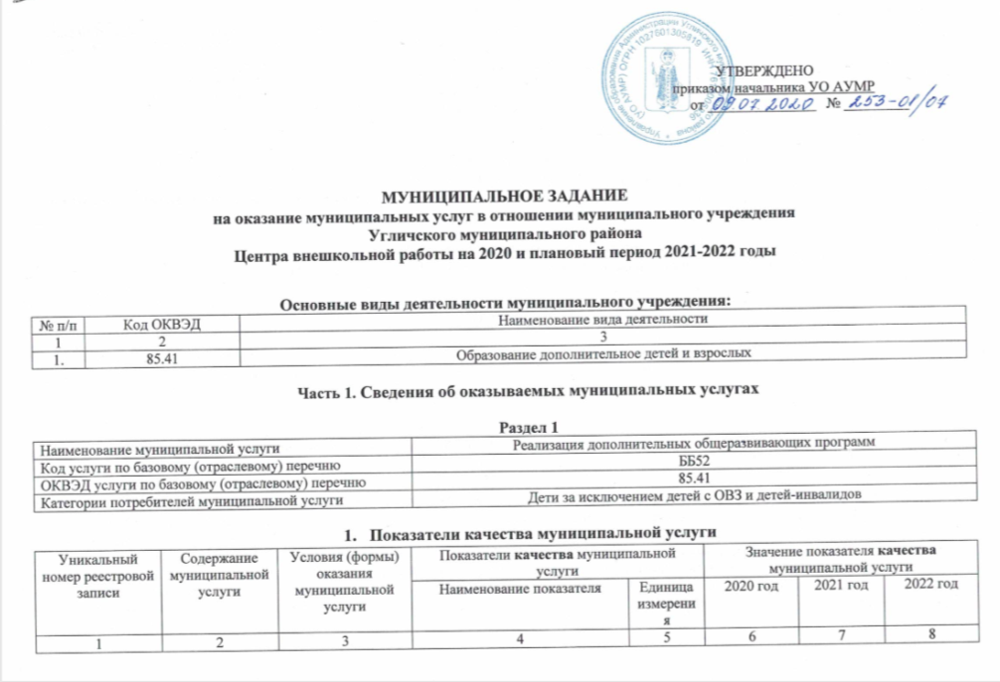 УТВЕРЖДЕНО
приказом начальника УО АУМР
от 09.07.2020 № 253-01/07
МУНИЦИПАЛЬНОЕ ЗАДАНИЕ
на оказание муниципальных услуг в отношении муниципального учреждения
Угличского муниципального района
Центра внешкольной работы на 2020 и плановый период 2021-2022 годы
Основные виды деятельности муниципального учреждения:
№ п/п Код ОКВЭД Наименование вида деятельности
1 2 3
1. 85.41 Образование дополнительное детей и взрослых
Часть 1. Сведения об оказываемых муниципальных услугах
Раздел 1
Наименование муниципальной услуги Реализация дополнительных общеразвивающих программ
Код услуги по базовому (отраслевому) перечню ББ52
ОКВЭД услуги по базовому (отраслевому) перечню 85.41
Категории потребителей муниципальной услуги Дети за исключением детей с ОВЗ и детей-инвалидов
1. Показатели качества муниципальной услуги
Уникальный
номер реестровой
записи
Содержание
муниципальной
услуги
Условия (формы)
оказания
муниципальной
услуги
Показатели качества муниципальной
услуги
Значение показателя качества
муниципальной услуги
Наименование показателя
Единица
измерени
я
2020 год 2021 год 2022 год
1 2 3 4 5 6 7 8